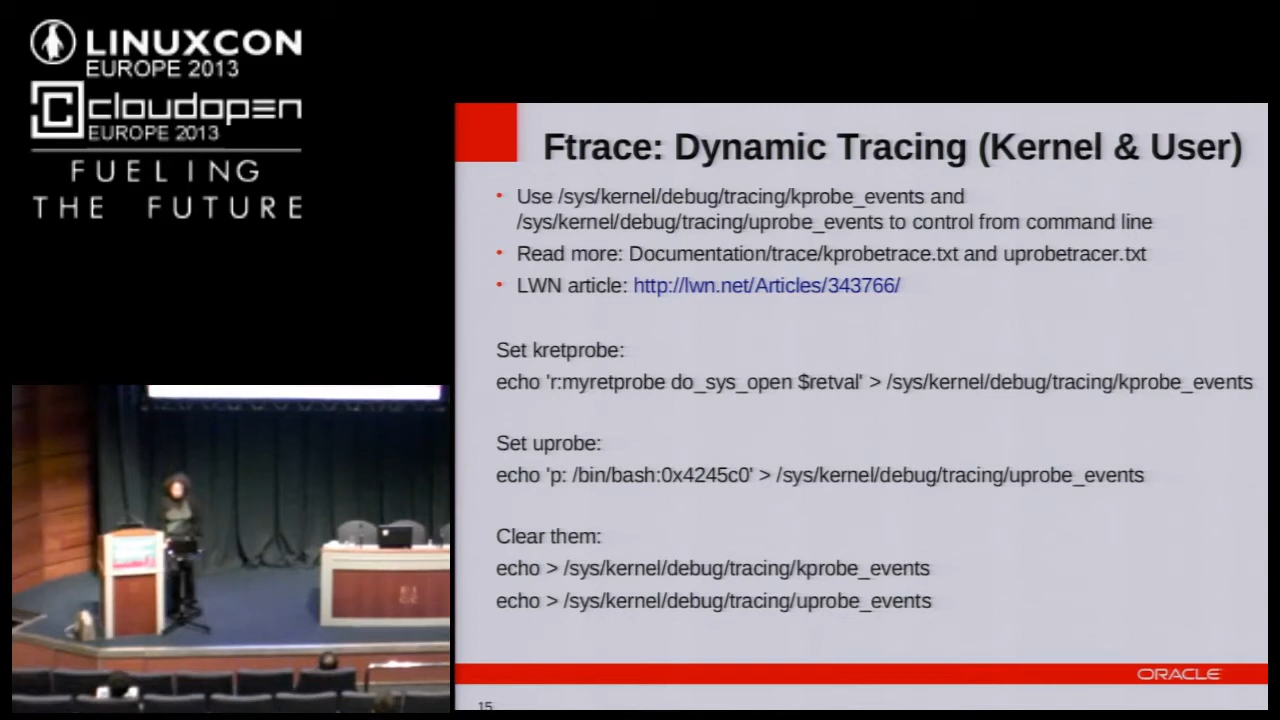 LINUXCON
EUROPE 2013
cloudopen
EUROPE 2013
FUELING
THE FUTURE
Ftrace: Dynamic Tracing (Kernel & User)
• Use /sys/kernel/debug/tracing/kprobe_events and
/sys/kernel/debug/tracing/uprobe_events to control from command line
• Read more: Documentation/trace/kprobetrace.txt and uprobetracer.txt
• LWN article: http://lwn.net/Articles/343766/
Set kretprobe:
echo 'r:myretprobe do_sys_open $retval' > /sys/kernel/debug/tracing/kprobe_events
Set uprobe:
echo 'p: /bin/bash:0x4245c0' > /sys/kernel/debug/tracing/uprobe_events
Clear them:
echo > /sys/kernel/debug/tracing/kprobe_events
echo > /sys/kernel/debug/tracing/uprobe_events
ORACLE
15